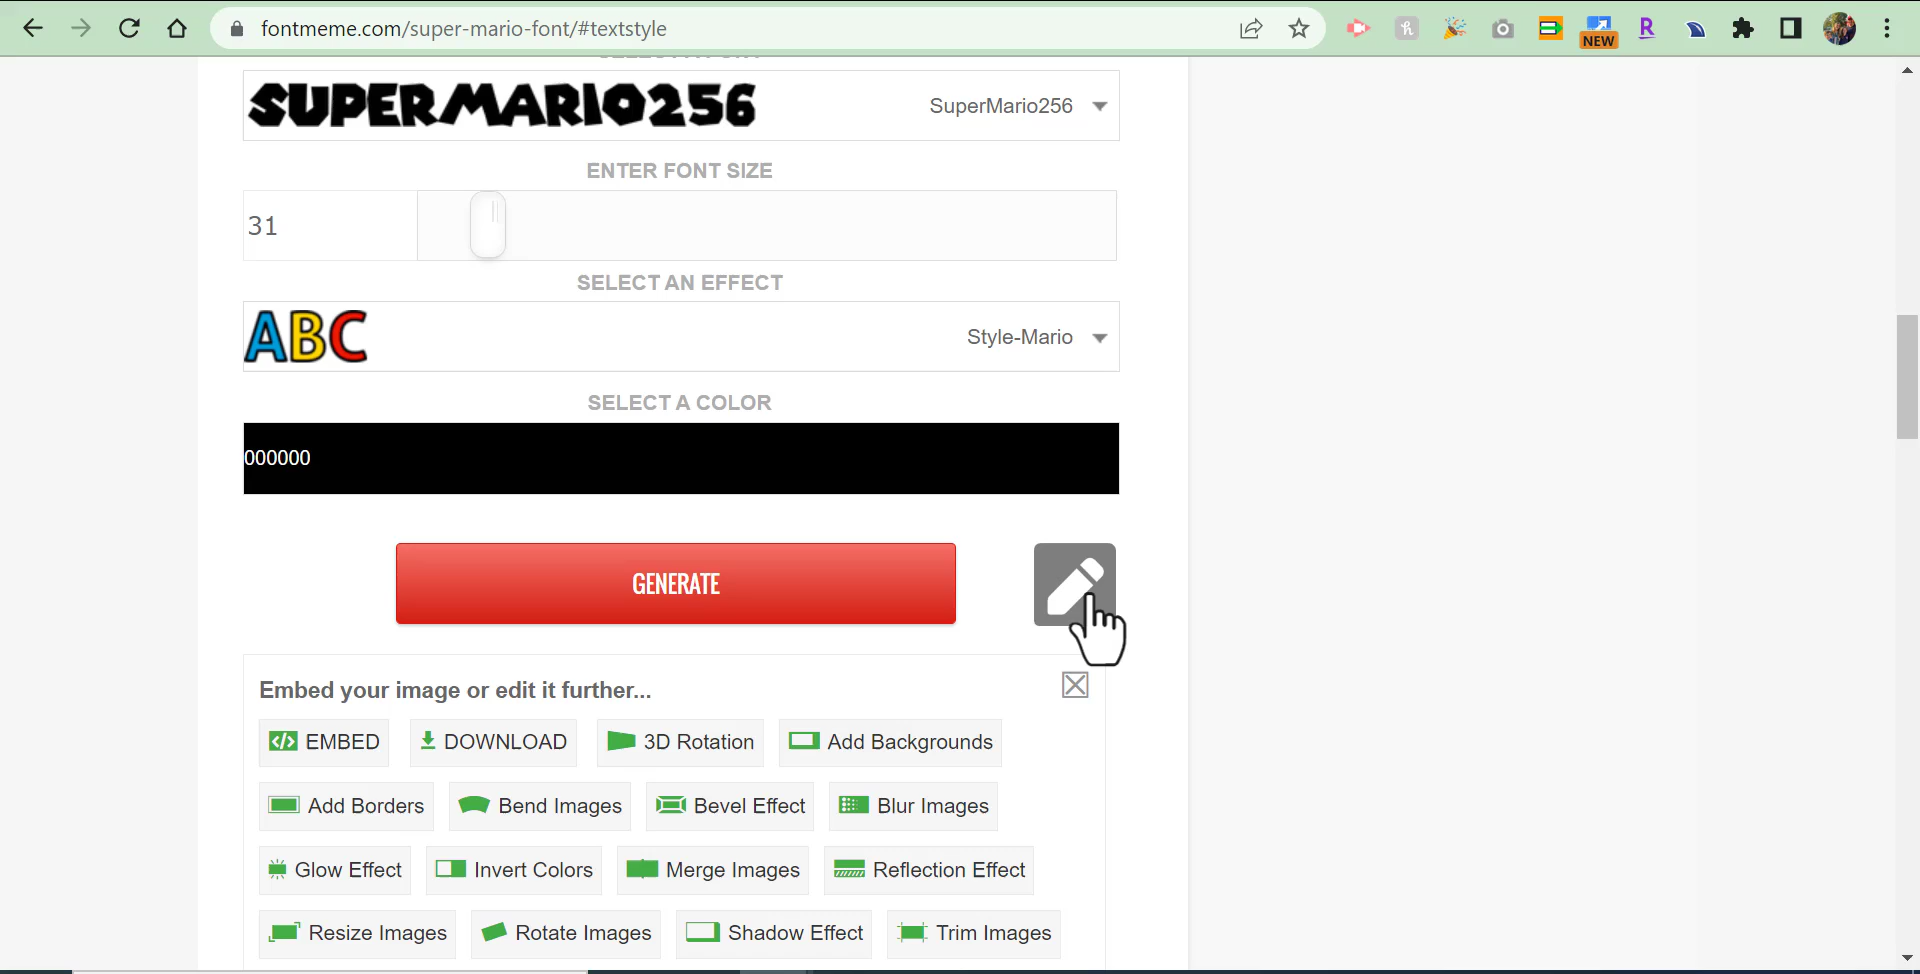 fontmeme.com/super-mario-font/#textstyle
NEW
SUPERMARIO256
SuperMario256
ENTER FONT SIZE
31
SELECT AN EFFECT
ABC
Style-Mario
SELECT A COLOR
000000
GENERATE
Embed your image or edit it further...
EMBED
DOWNLOAD
3D Rotation
Add Backgrounds
Add Borders
Bend Images
Bevel Effect
Blur Images
Glow Effect
Invert Colors
Merge Images
Reflection Effect
Resize Images
Rotate Images
Shadow Effect
Trim Images